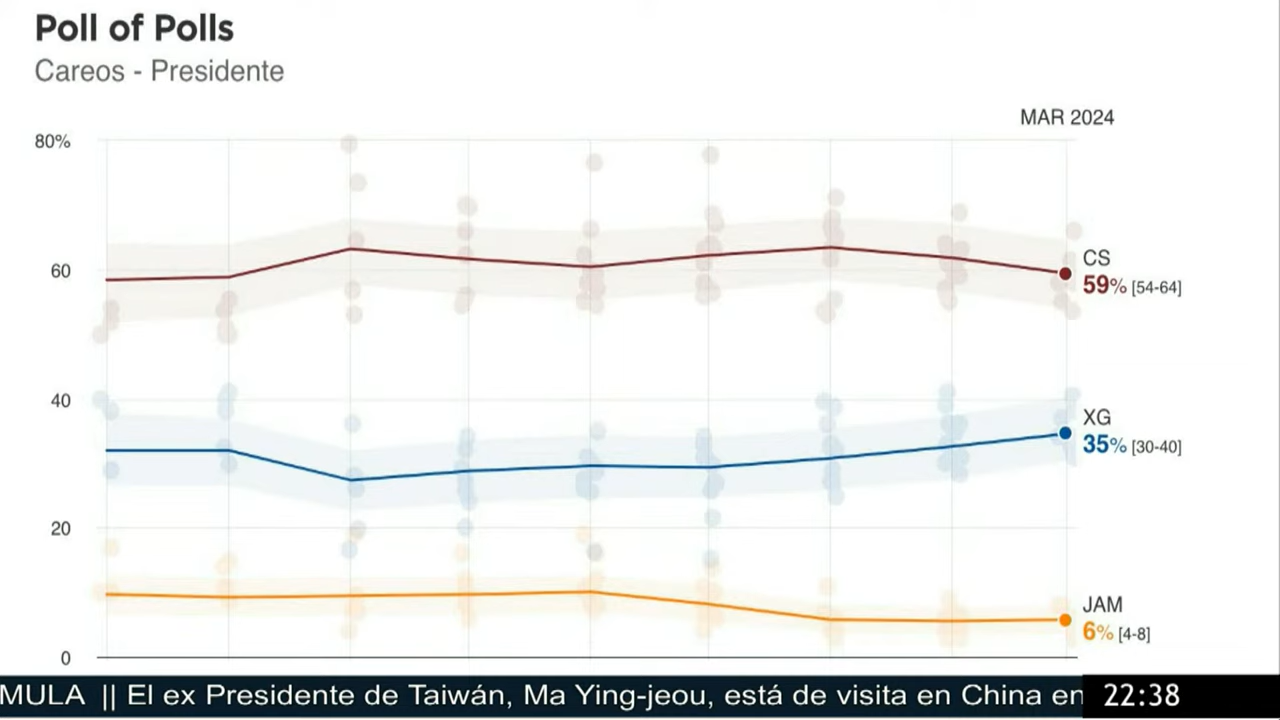 Poll of Polls
Careos - Presidente
MAR 2024
80%
60
40
20
0
CS
59% [54-64]
XG
35% [30-40]
JAM
6% [4-8]
MULA || El ex Presidente de Taiwán, Ma Ying-jeou, está de visita en China en
22:38